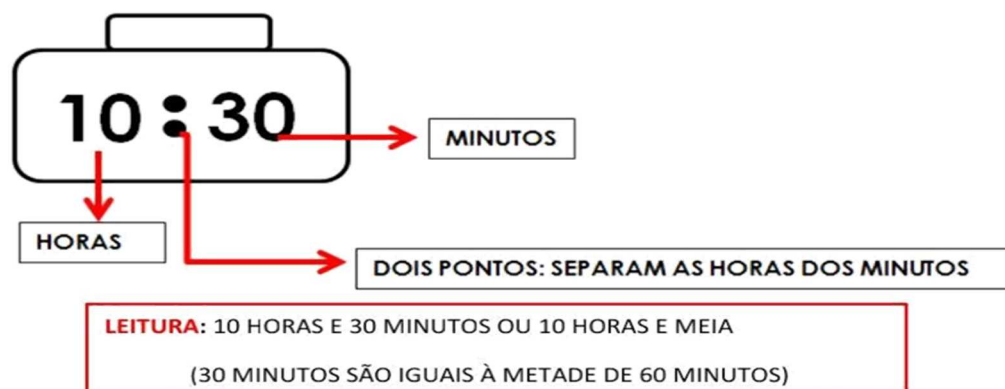 10:30
MINUTOS
HORAS
DOIS PONTOS: SEPARAM AS HORAS DOS MINUTOS
LEITURA: 10 HORAS E 30 MINUTOS OU 10 HORAS E MEIA
(30 MINUTOS SÃO IGUAIS À METADE DE 60 MINUTOS)